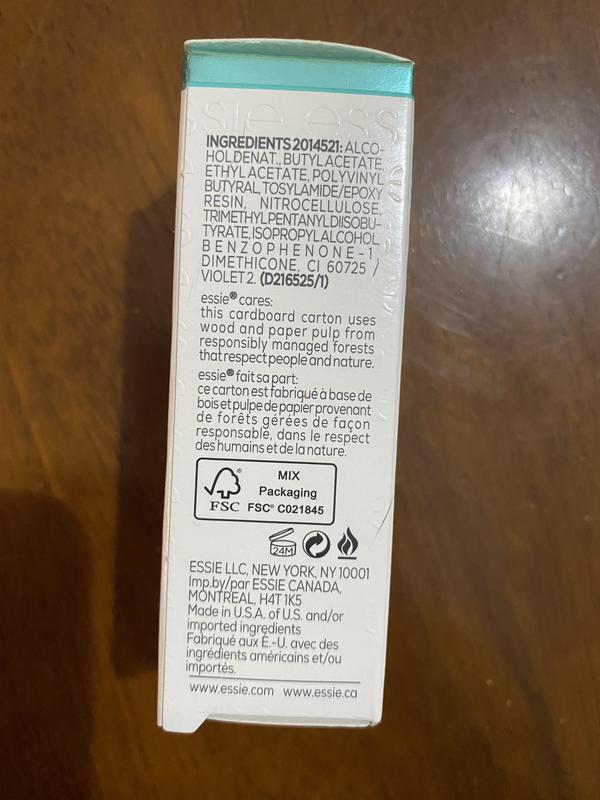 essie ess
INGREDIENTS 2014521: ALCO-
HOL DENAT., BUTYL ACETATE,
ETHYL ACETATE, POLYVINYL
BUTYRAL, TOSYLAMIDE/EPOXY
RESIN, NITROCELLULOSE,
TRIMETHYL PENTANYL DIISOBU-
TYRATE, ISOPROPYL ALCOHOL,
BENZOPHENONE-1,
DIMETHICONE, CI 60725 /
VIOLET 2. (D216525/1)
essie® cares:
this cardboard carton uses
wood and paper pulp from
responsibly managed forests
that respect people and nature.
essie® fait sa part:
ce carton est fabriqué à base de
bois et pulpe de papier provenant
de forêts gérées de façon
responsable, dans le respect
des humains et de la nature.
® MIX
Packaging
FSC FSC® C021845
24M
ESSIE LLC, NEW YORK, NY 10001
Imp.by/par ESSIE CANADA,
MONTREAL, H4T 1K5
Made in U.S.A. of U.S. and/or
imported ingredients
Fabriqué aux É.-U. avec des
ingrédients américains et/ou
importés.
www.essie.com www.essie.ca